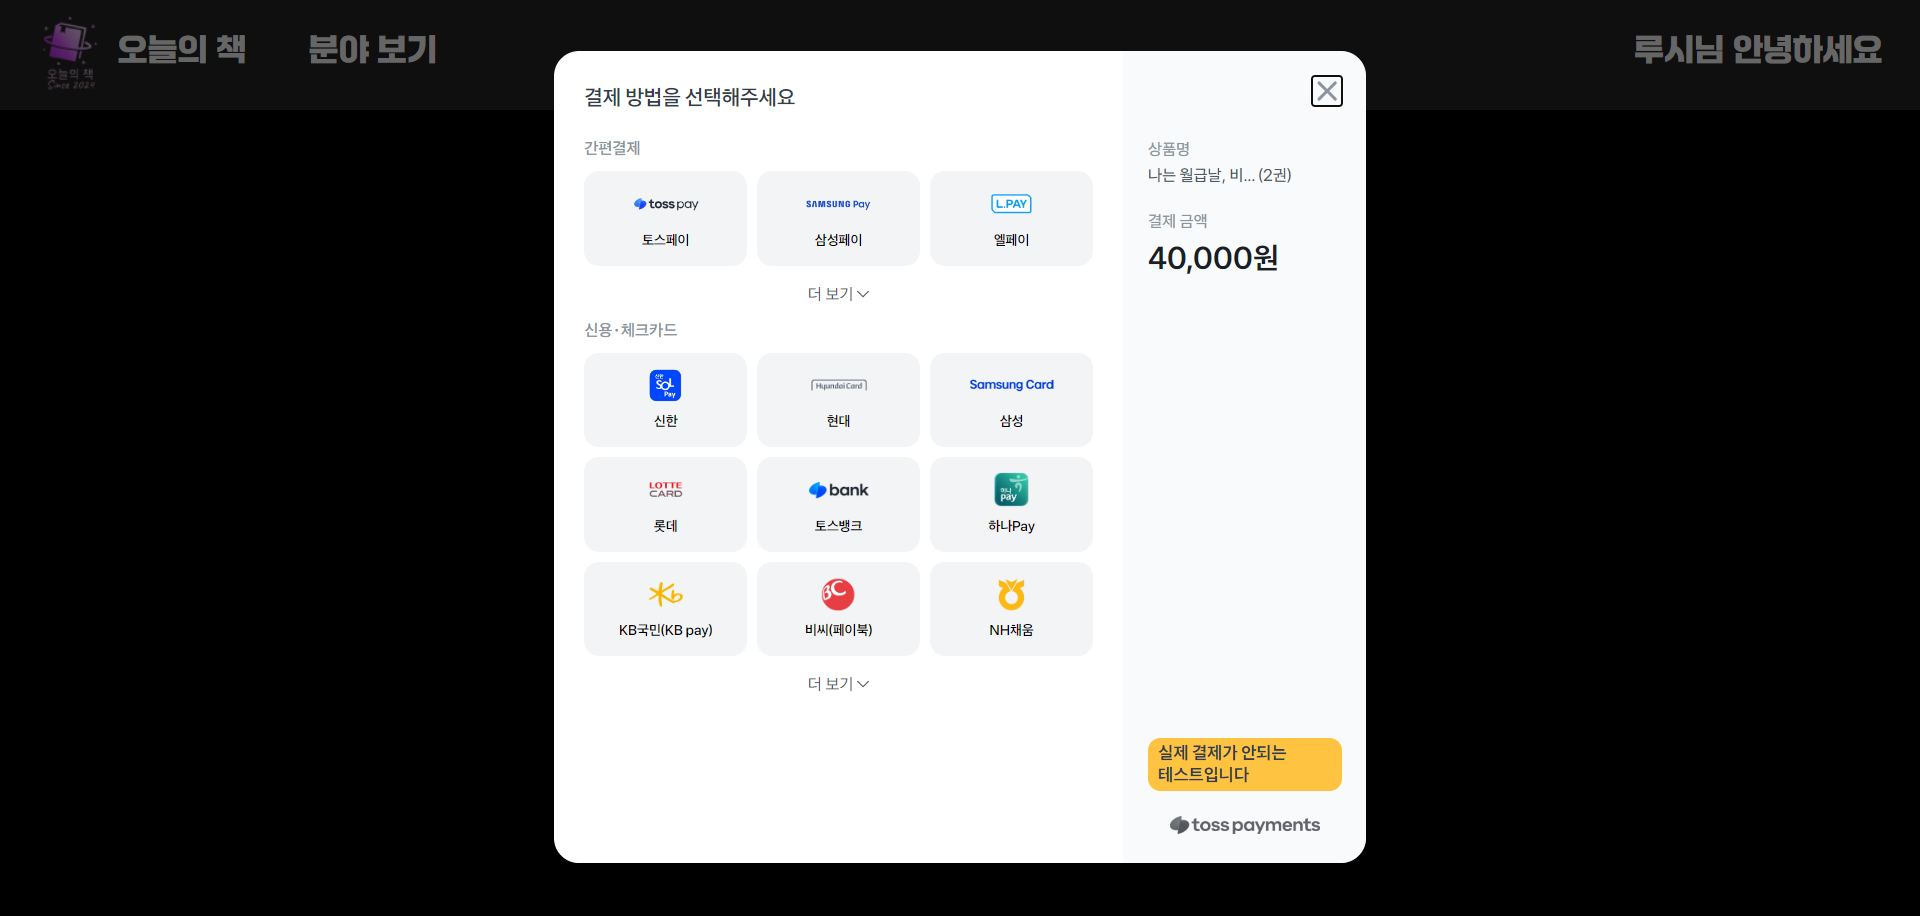 오늘의 책
Since 2024
오늘의 책
분야 보기
루시님 안녕하세요
결제 방법을 선택해주세요
간편결제
toss pay
토스페이
SAMSUNG Pay
삼성페이
L.PAY
엘페이
더 보기
신용·체크카드
신한
SOL
Pay
신한
Hyundai Card
현대
Samsung Card
삼성
LOTTE
CARD
롯데
bank
토스뱅크
하나
pay
하나Pay
Kb
KB국민(KB pay)
BC
비씨(페이북)
NH채움
더 보기
상품명
나는 월급날, 비... (2권)
결제 금액
40,000원
실제 결제가 안되는
테스트입니다
toss payments